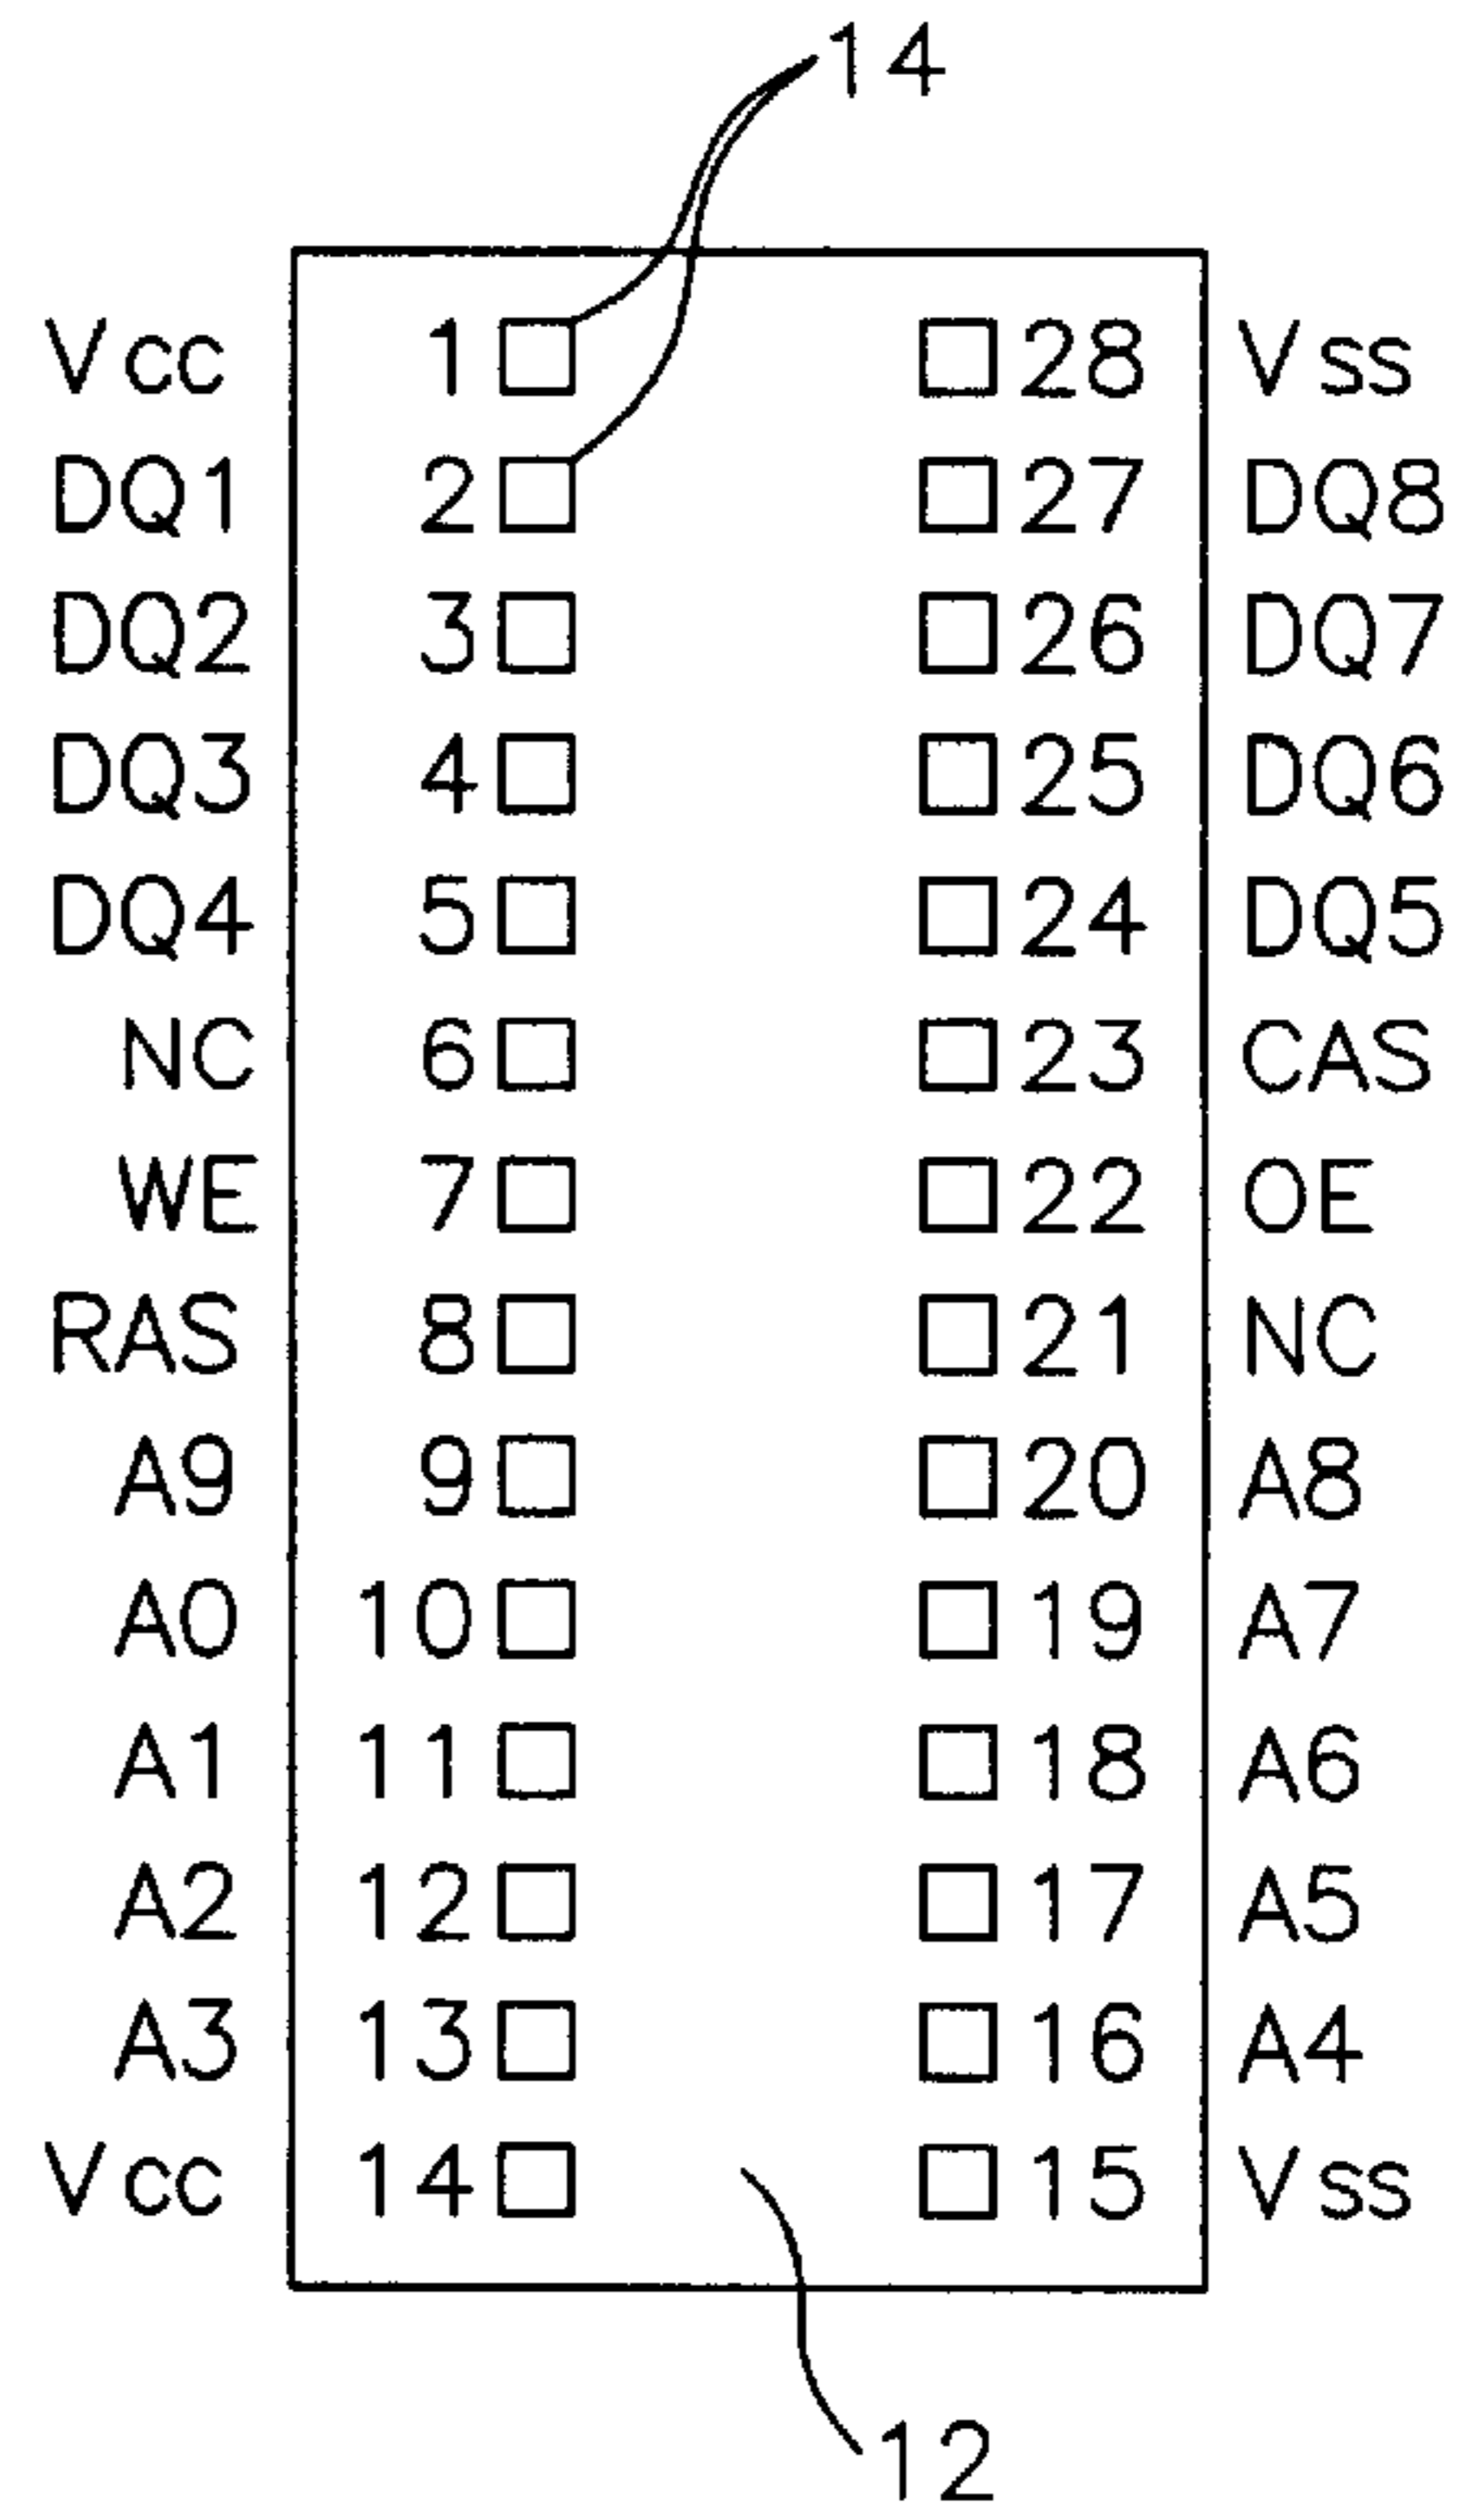 14
Vcc 1 28 Vss
DQ1 2 27 DQ8
DQ2 3 26 DQ7
DQ3 4 25 DQ6
DQ4 5 24 DQ5
NC 6 23 CAS
WE 7 22 OE
RAS 8 21 NC
A9 9 20 A8
A0 10 19 A7
A1 11 18 A6
A2 12 17 A5
A3 13 16 A4
Vcc 14 15 Vss
12